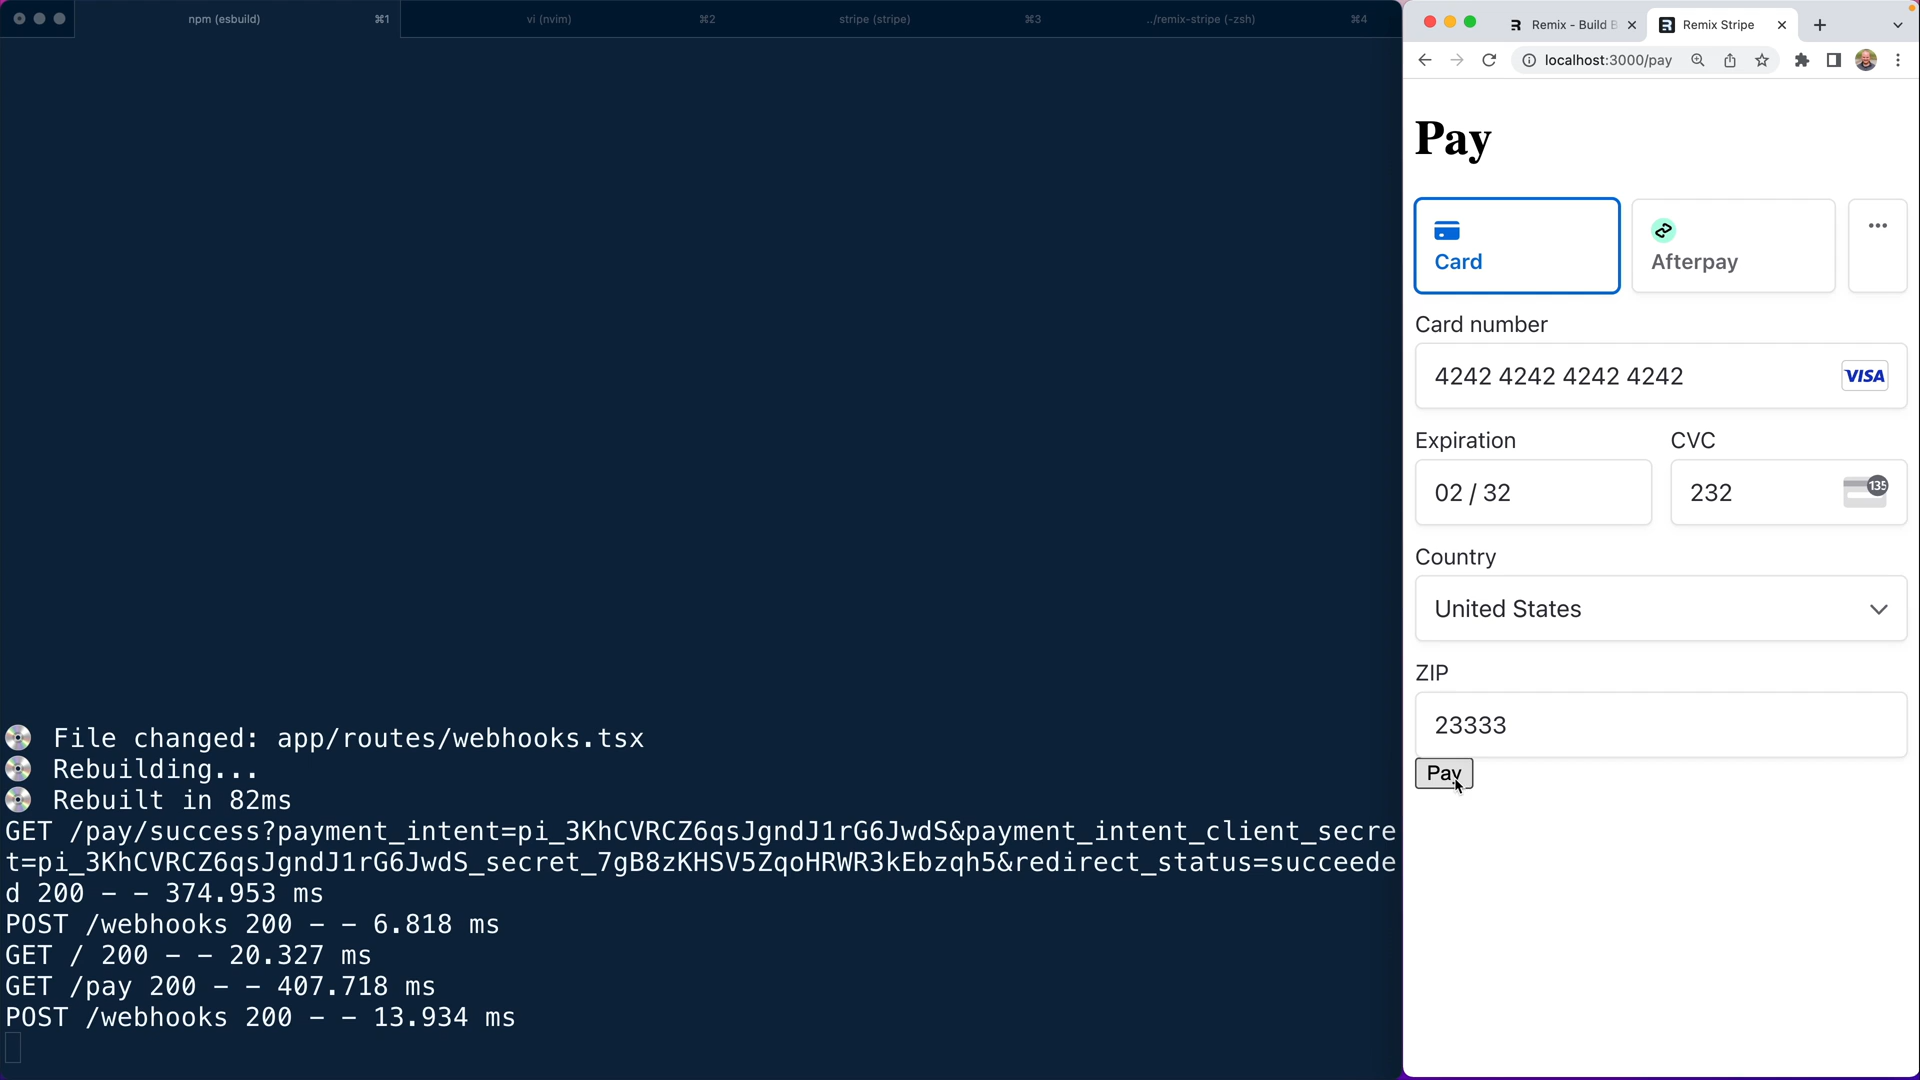 npm (esbuild) ⌘1
vi (nvim) ⌘2
stripe (stripe) ⌘3
../remix-stripe (-zsh) ⌘4
File changed: app/routes/webhooks.tsx
Rebuilding...
Rebuilt in 82ms
GET /pay/success?payment_intent=pi_3KhCVRCZ6qsJgndJ1rG6JwdS&payment_intent_client_secre
t=pi_3KhCVRCZ6qsJgndJ1rG6JwdS_secret_7gB8zKHSV5ZqoHRWR3kEbzqh5&redirect_status=succeede
d 200 - - 374.953 ms
POST /webhooks 200 - - 6.818 ms
GET / 200 - - 20.327 ms
GET /pay 200 - - 407.718 ms
POST /webhooks 200 - - 13.934 ms
Remix - Build B
Remix Stripe
localhost:3000/pay
Pay
Card
Afterpay
Card number
4242 4242 4242 4242
VISA
Expiration
CVC
02 / 32
232
135
Country
United States
ZIP
23333
Pay